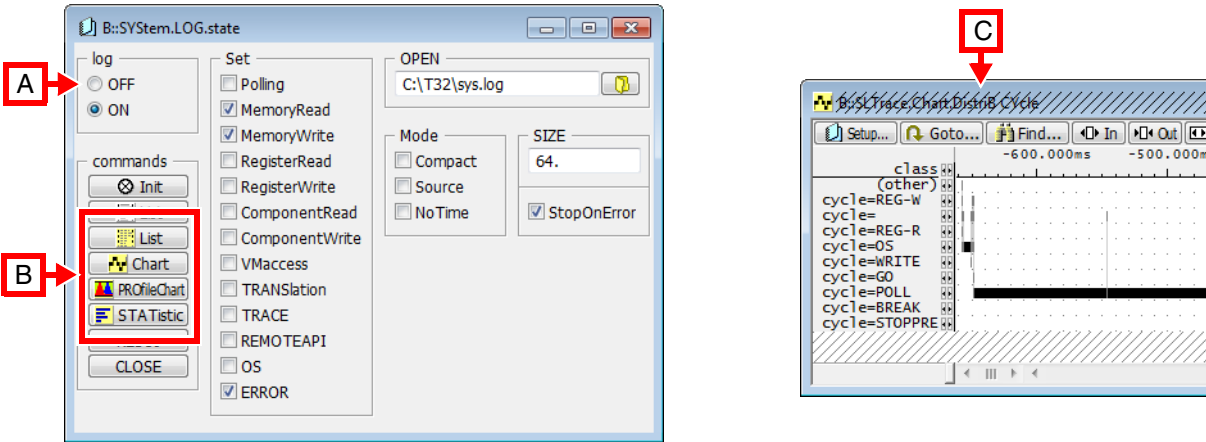 B::SYStem.LOG.state
log
OFF
ON
commands
Init
List
Chart
PROfileChart
STATistic
CLOSE
Set
Polling
MemoryRead
MemoryWrite
RegisterRead
RegisterWrite
ComponentRead
ComponentWrite
VMaccess
TRANSlation
TRACE
REMOTEAPI
OS
ERROR
OPEN
C:\T32\sys.log
Mode
Compact
Source
NoTime
SIZE
64.
StopOnError
A
B
C
B::SLTrace.Chart.DistriB CYcle
Setup... Goto... Find... In Out
-600.000ms -500.000m
class
(other)
cycle=REG-W
cycle=
cycle=REG-R
cycle=OS
cycle=WRITE
cycle=GO
cycle=POLL
cycle=BREAK
cycle=STOPPRE